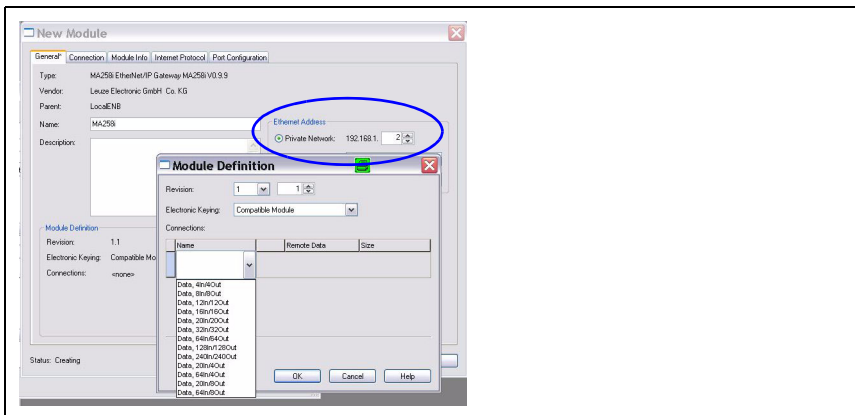 New Module
General* Connection Module Info Internet Protocol Port Configuration
Type: MA258i EtherNet/IP Gateway MA258i V0.9.9
Vendor: Leuze Electronic GmbH Co. KG
Parent: LocalENB
Name: MA258i
Description:
Ethernet Address
Private Network: 192.168.1. 2
Module Definition
Revision: 1 1
Electronic Keying: Compatible Module
Connections:
Name Remote Data Size
Data, 4In/4Out
Data, 8In/8Out
Data, 12In/12Out
Data, 16In/16Out
Data, 20In/20Out
Data, 32In/32Out
Data, 64In/64Out
Data, 128In/128Out
Data, 240In/240Out
Data, 20In/4Out
Data, 64In/4Out
Data, 20In/8Out
Data, 64In/8Out
OK Cancel Help
Module Definition
Revision: 1.1
Electronic Keying: Compatible Mo
Connections: <none>
Status: Creating